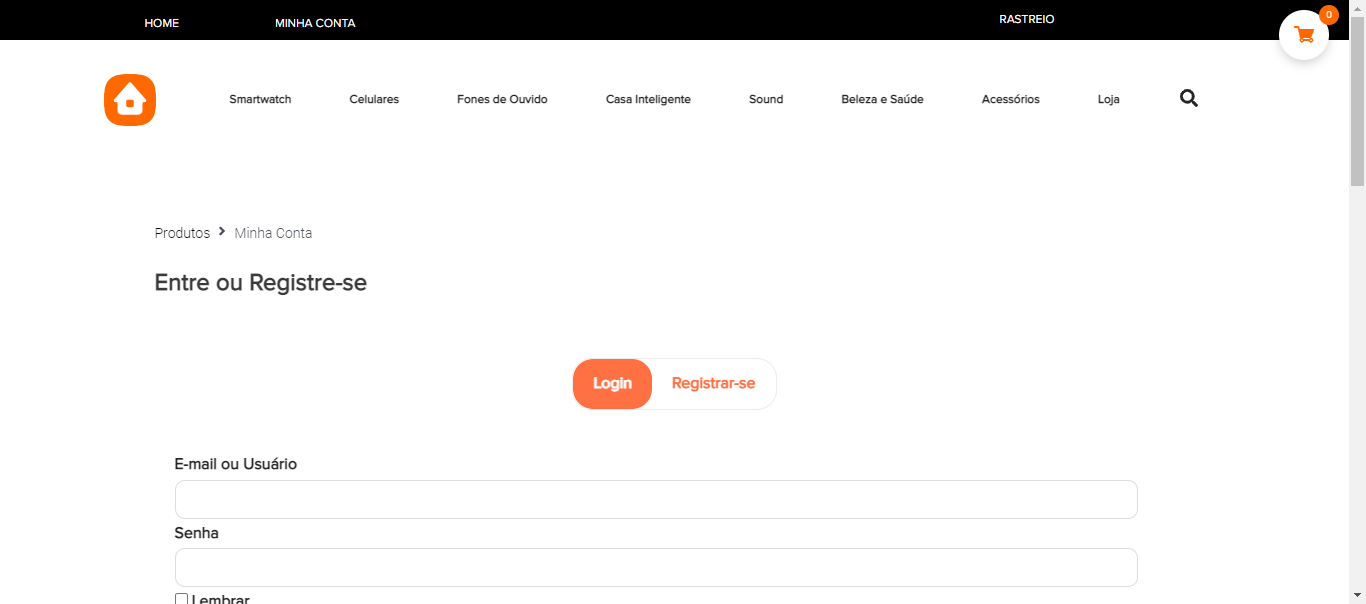 HOME MINHA CONTA RASTREIO 0
Smartwatch Celulares Fones de Ouvido Casa Inteligente Sound Beleza e Saúde Acessórios Loja
Produtos Minha Conta
Entre ou Registre-se
Login Registrar-se
E-mail ou Usuário
Senha
Lembrar